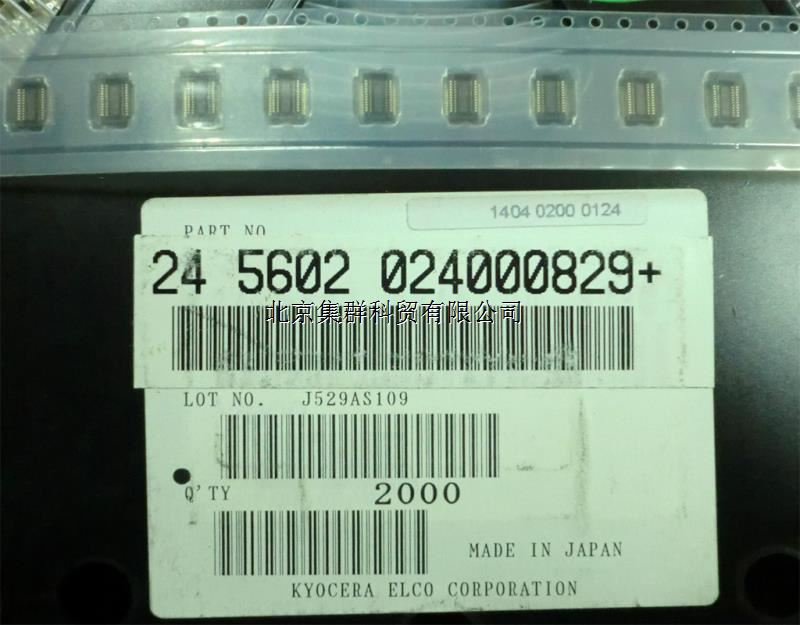 1404 0200 0124
PART NO
24 5602 024000829+
北京集群科贸有限公司
LOT NO. J529AS109
Q'TY 2000
MADE IN JAPAN
KYOCERA ELCO CORPORATION